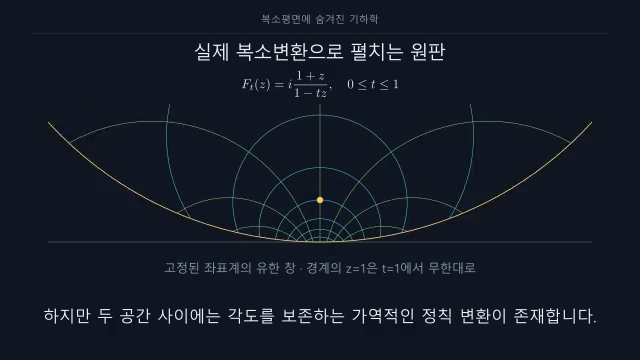 복소평면에 숨겨진 기하학
실제 복소변환으로 펼치는 원판
F_t(z) = i \frac{1+z}{1-tz}, 0 ≤ t ≤ 1
고정된 좌표계의 유한 창 · 경계의 z=1은 t=1에서 무한대로
하지만 두 공간 사이에는 각도를 보존하는 가역적인 정칙 변환이 존재합니다.